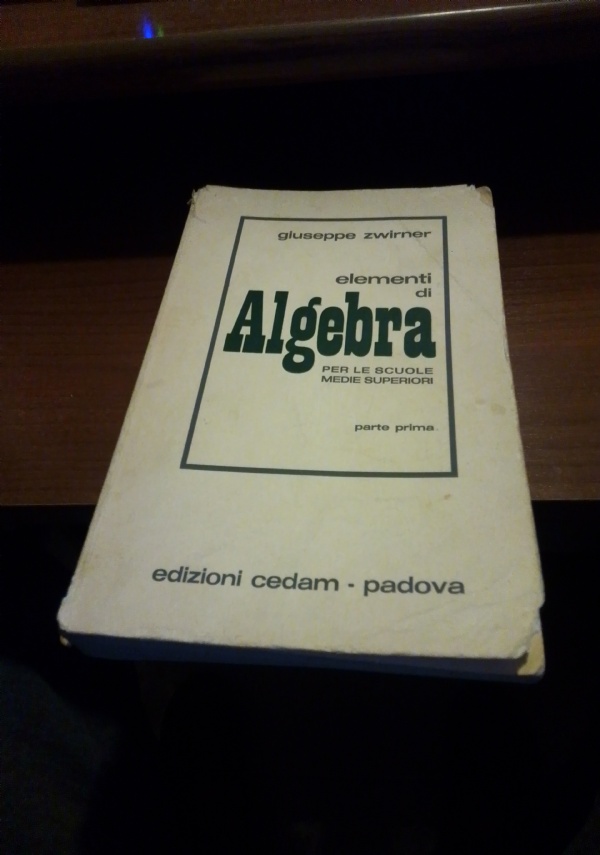 giuseppe zwirner
elementi
di
Algebra
PER LE SCUOLE
MEDIE SUPERIORI
parte prima
edizioni cedam - padova